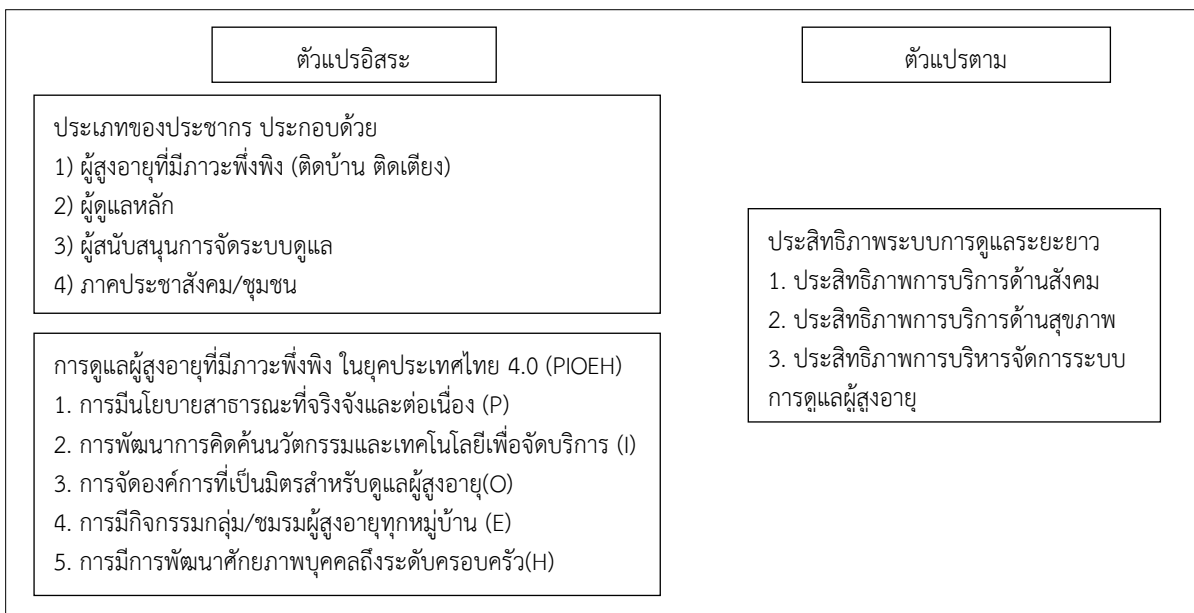 ตัวแปรอิสระ
ประเภทของประชากร ประกอบด้วย
1) ผู้สูงอายุที่มีภาวะพึ่งพิง (ติดบ้าน ติดเตียง)
2) ผู้ดูแลหลัก
3) ผู้สนับสนุนการจัดระบบดูแล
4) ภาคประชาสังคม/ชุมชน
การดูแลผู้สูงอายุที่มีภาวะพึ่งพิง ในยุคประเทศไทย 4.0 (PIOEH)
1. การมีนโยบายสาธารณะที่จริงจังและต่อเนื่อง (P)
2. การพัฒนาการคิดค้นนวัตกรรมและเทคโนโลยีเพื่อจัดบริการ (I)
3. การจัดองค์การที่เป็นมิตรสำหรับดูแลผู้สูงอายุ(O)
4. การมีกิจกรรมกลุ่ม/ชมรมผู้สูงอายุทุกหมู่บ้าน (E)
5. การมีการพัฒนาศักยภาพบุคคลถึงระดับครอบครัว(H)
ตัวแปรตาม
ประสิทธิภาพระบบการดูแลระยะยาว
1. ประสิทธิภาพการบริการด้านสังคม
2. ประสิทธิภาพการบริการด้านสุขภาพ
3. ประสิทธิภาพการบริหารจัดการระบบ
การดูแลผู้สูงอายุ